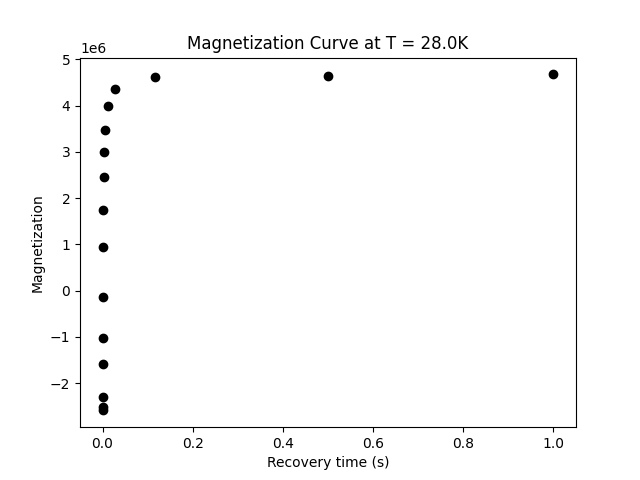 Magnetization Curve at T = 28.0K
1e6
5
4
3
2
1
0
−1
−2
Magnetization
0.0 0.2 0.4 0.6 0.8 1.0
Recovery time (s)